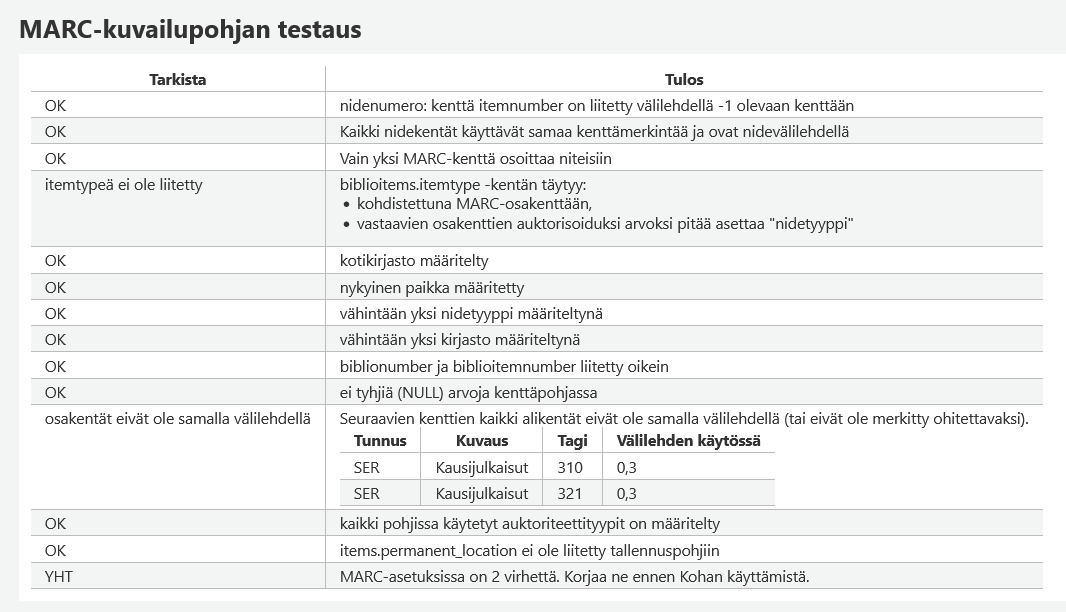 MARC-kuvailupohjan testaus
Tarkista Tulos
OK nidenumero: kenttä itemnumber on liitetty välilehdellä -1 olevaan kenttään
OK Kaikki nidekentät käyttävät samaa kenttämerkintää ja ovat nidevälilehdellä
OK Vain yksi MARC-kenttä osoittaa niteisiin
itemtypeä ei ole liitetty biblioitems.itemtype -kentän täytyy:
• kohdistettuna MARC-osakenttään,
• vastaavien osakenttien auktorisoiduksi arvoksi pitää asettaa "nidetyyppi"
OK kotikirjasto määritelty
OK nykyinen paikka määritetty
OK vähintään yksi nidetyyppi määriteltynä
OK vähintään yksi kirjasto määriteltynä
OK biblionumber ja biblioitemnumber liitetty oikein
OK ei tyhjiä (NULL) arvoja kenttäpohjassa
osakentät eivät ole samalla välilehdellä Seuraavien kenttien kaikki alikentät eivät ole samalla välilehdellä (tai eivät ole merkitty ohitettavaksi).
Tunnus Kuvaus Tagi Välilehden käytössä
SER Kausijulkaisut 310 0,3
SER Kausijulkaisut 321 0,3
OK kaikki pohjissa käytetyt auktoriteettityypit on määritelty
OK items.permanent_location ei ole liitetty tallennuspohjiin
YHT MARC-asetuksissa on 2 virhettä. Korjaa ne ennen Kohan käyttämistä.